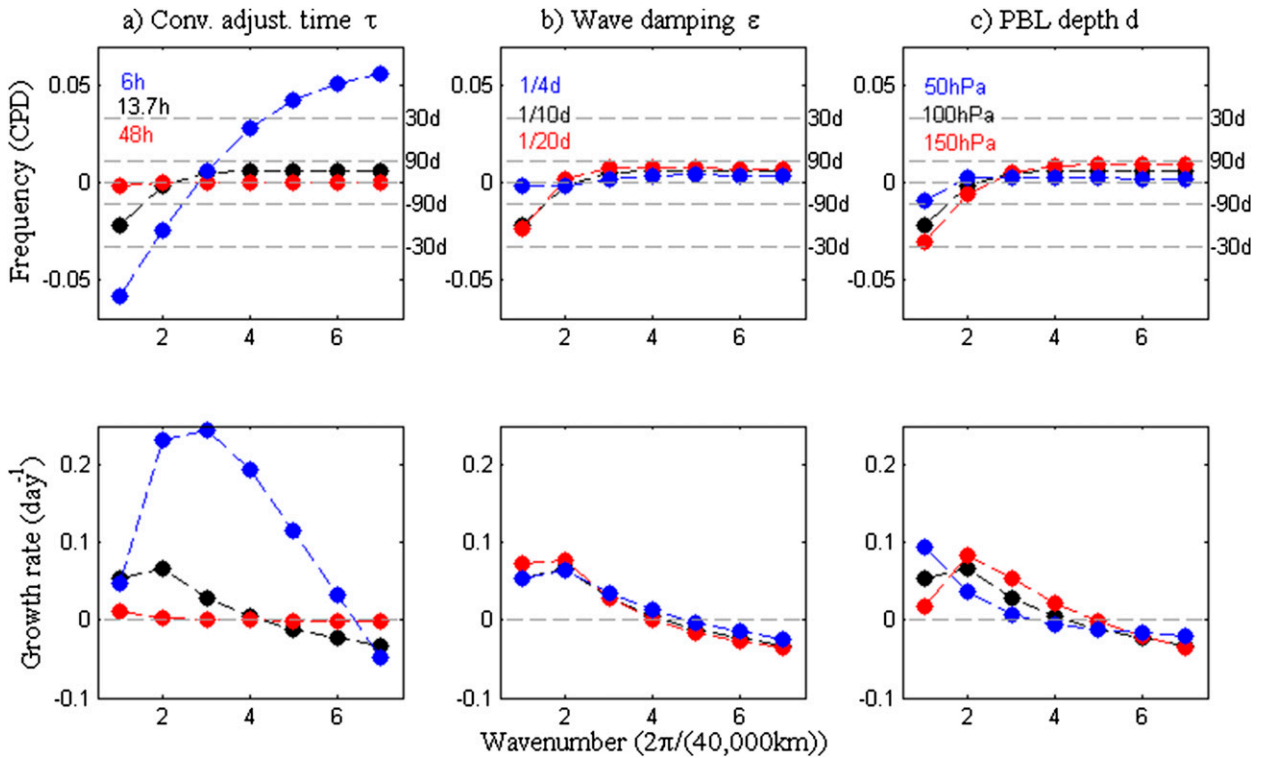 a) Conv. adjust. time τ
b) Wave damping ε
c) PBL depth d
Frequency (CPD)
0.05
0
-0.05
6h
13.7h
48h
30d
90d
-90d
-30d
2
4
6
0.05
0
-0.05
1/4d
1/10d
1/20d
30d
90d
-90d
-30d
2
4
6
0.05
0
-0.05
50hPa
100hPa
150hPa
30d
90d
-90d
-30d
2
4
6
Growth rate (day-1)
0.2
0.1
0
-0.1
2
4
6
0.2
0.1
0
-0.1
2
4
6
0.2
0.1
0
-0.1
2
4
6
Wavenumber (2π/(40,000km))